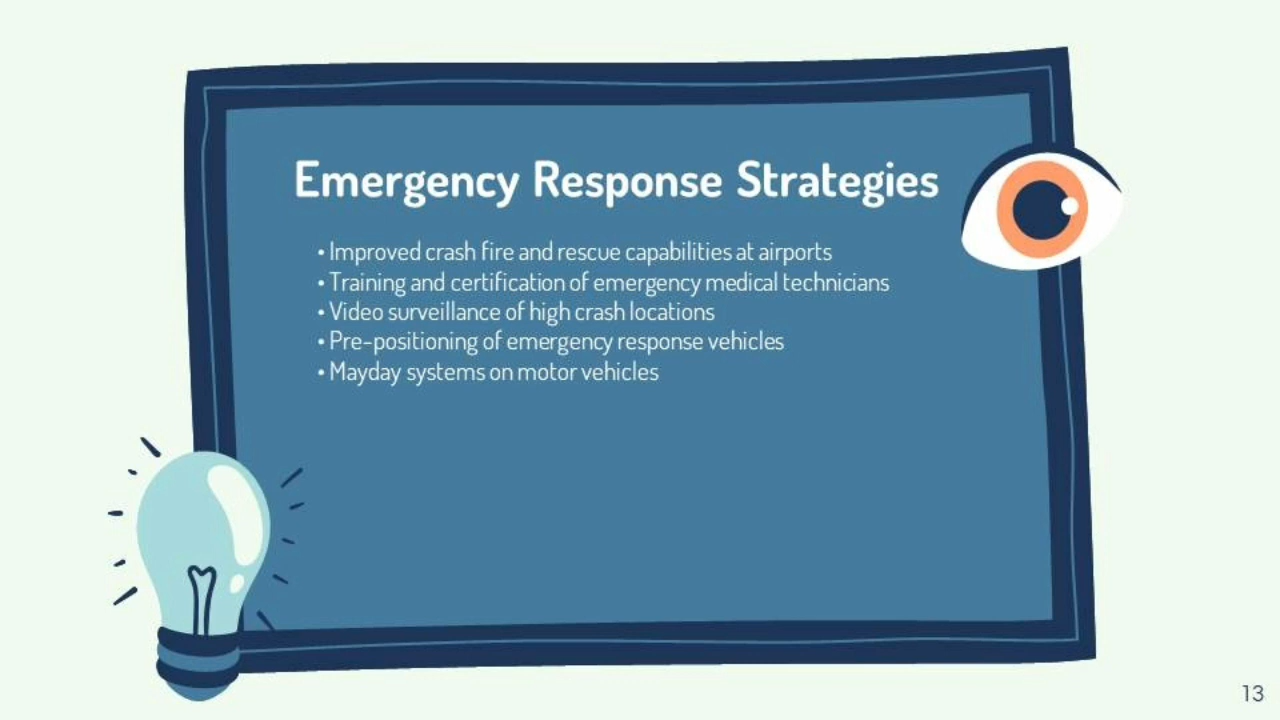 Emergency Response Strategies
• Improved crash fire and rescue capabilities at airports
• Training and certification of emergency medical technicians
• Video surveillance of high crash locations
• Pre-positioning of emergency response vehicles
• Mayday systems on motor vehicles
13